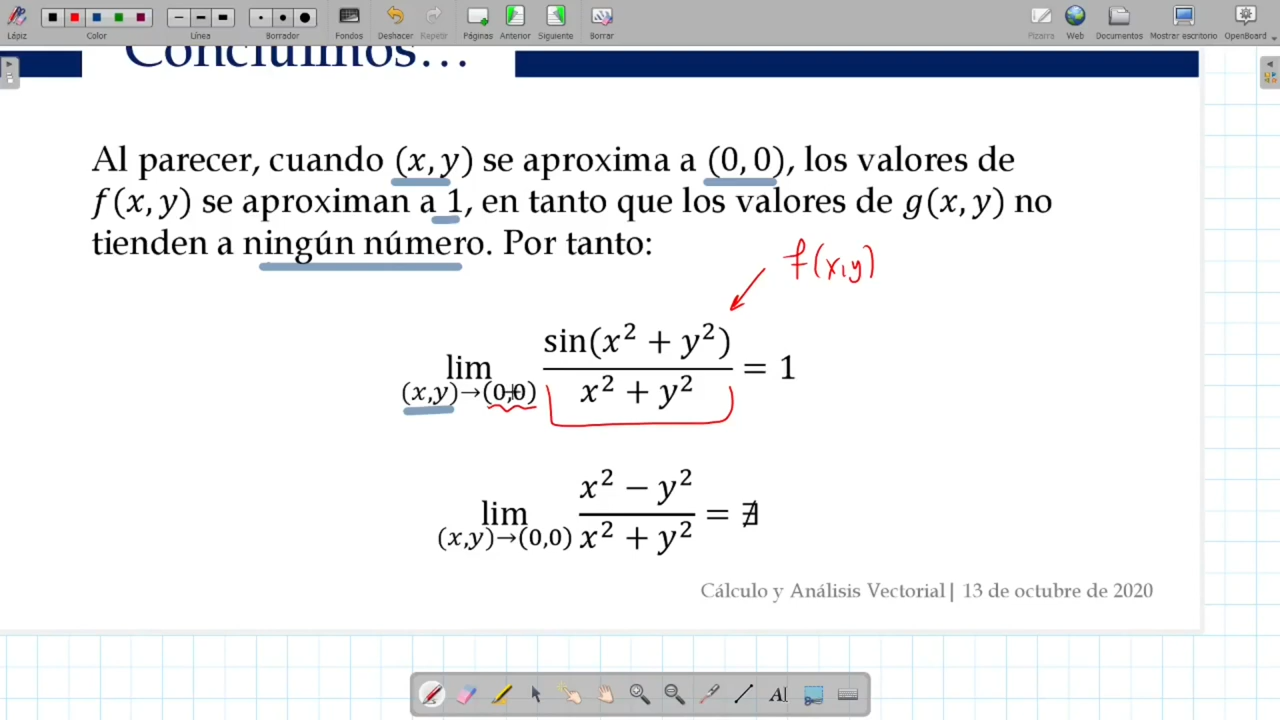 Lápiz Color Línea Borrador Fondos Deshacer Repetir Páginas Anterior Siguiente Borrar Pizarra Web Documentos Mostrar escritorio OpenBoard
Concluimos…
Al parecer, cuando (x, y) se aproxima a (0, 0), los valores de
f(x, y) se aproximan a 1, en tanto que los valores de g(x, y) no
tienden a ningún número. Por tanto:
f(x,y)
lim (x,y)→(0,0) sin(x² + y²) / x² + y² = 1
lim (x,y)→(0,0) x² − y² / x² + y² = ∄
Cálculo y Análisis Vectorial| 13 de octubre de 2020
AI